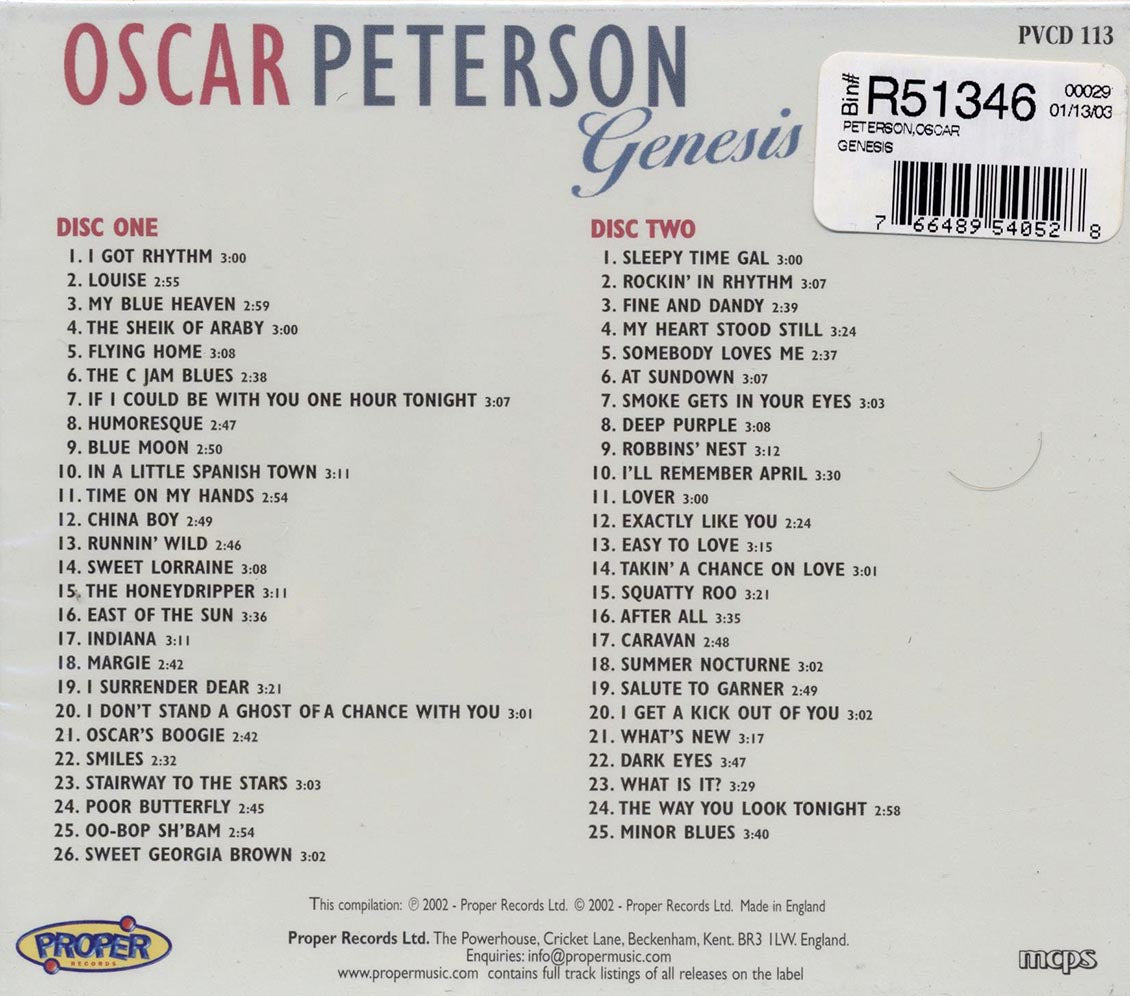 OSCAR PETERSON
Genesis
PVCD 113
Bin#
R51346
00029
01/13/03
PETERSON,OSCAR
GENESIS
7 66489 54052 8
DISC ONE
1. I GOT RHYTHM 3:00
2. LOUISE 2:55
3. MY BLUE HEAVEN 2:59
4. THE SHEIK OF ARABY 3:00
5. FLYING HOME 3:08
6. THE C JAM BLUES 2:38
7. IF I COULD BE WITH YOU ONE HOUR TONIGHT 3:07
8. HUMORESQUE 2:47
9. BLUE MOON 2:50
10. IN A LITTLE SPANISH TOWN 3:11
11. TIME ON MY HANDS 2:54
12. CHINA BOY 2:49
13. RUNNIN' WILD 2:46
14. SWEET LORRAINE 3:08
15. THE HONEYDRIPPER 3:11
16. EAST OF THE SUN 3:36
17. INDIANA 3:11
18. MARGIE 2:42
19. I SURRENDER DEAR 3:21
20. I DON'T STAND A GHOST OF A CHANCE WITH YOU 3:01
21. OSCAR'S BOOGIE 2:42
22. SMILES 2:32
23. STAIRWAY TO THE STARS 3:03
24. POOR BUTTERFLY 2:45
25. OO-BOP SH'BAM 2:54
26. SWEET GEORGIA BROWN 3:02
DISC TWO
1. SLEEPY TIME GAL 3:00
2. ROCKIN' IN RHYTHM 3:07
3. FINE AND DANDY 2:39
4. MY HEART STOOD STILL 3:24
5. SOMEBODY LOVES ME 2:37
6. AT SUNDOWN 3:07
7. SMOKE GETS IN YOUR EYES 3:03
8. DEEP PURPLE 3:08
9. ROBBINS' NEST 3:12
10. I'LL REMEMBER APRIL 3:30
11. LOVER 3:00
12. EXACTLY LIKE YOU 2:24
13. EASY TO LOVE 3:15
14. TAKIN' A CHANCE ON LOVE 3:01
15. SQUATTY ROO 3:21
16. AFTER ALL 3:35
17. CARAVAN 2:48
18. SUMMER NOCTURNE 3:02
19. SALUTE TO GARNER 2:49
20. I GET A KICK OUT OF YOU 3:02
21. WHAT'S NEW 3:17
22. DARK EYES 3:47
23. WHAT IS IT? 3:29
24. THE WAY YOU LOOK TONIGHT 2:58
25. MINOR BLUES 3:40
This compilation: ℗ 2002 - Proper Records Ltd. © 2002 - Proper Records Ltd. Made in England
Proper Records Ltd. The Powerhouse, Cricket Lane, Beckenham, Kent. BR3 1LW. England.
Enquiries: info@propermusic.com
www.propermusic.com contains full track listings of all releases on the label
PROPER
RECORDS
mcps